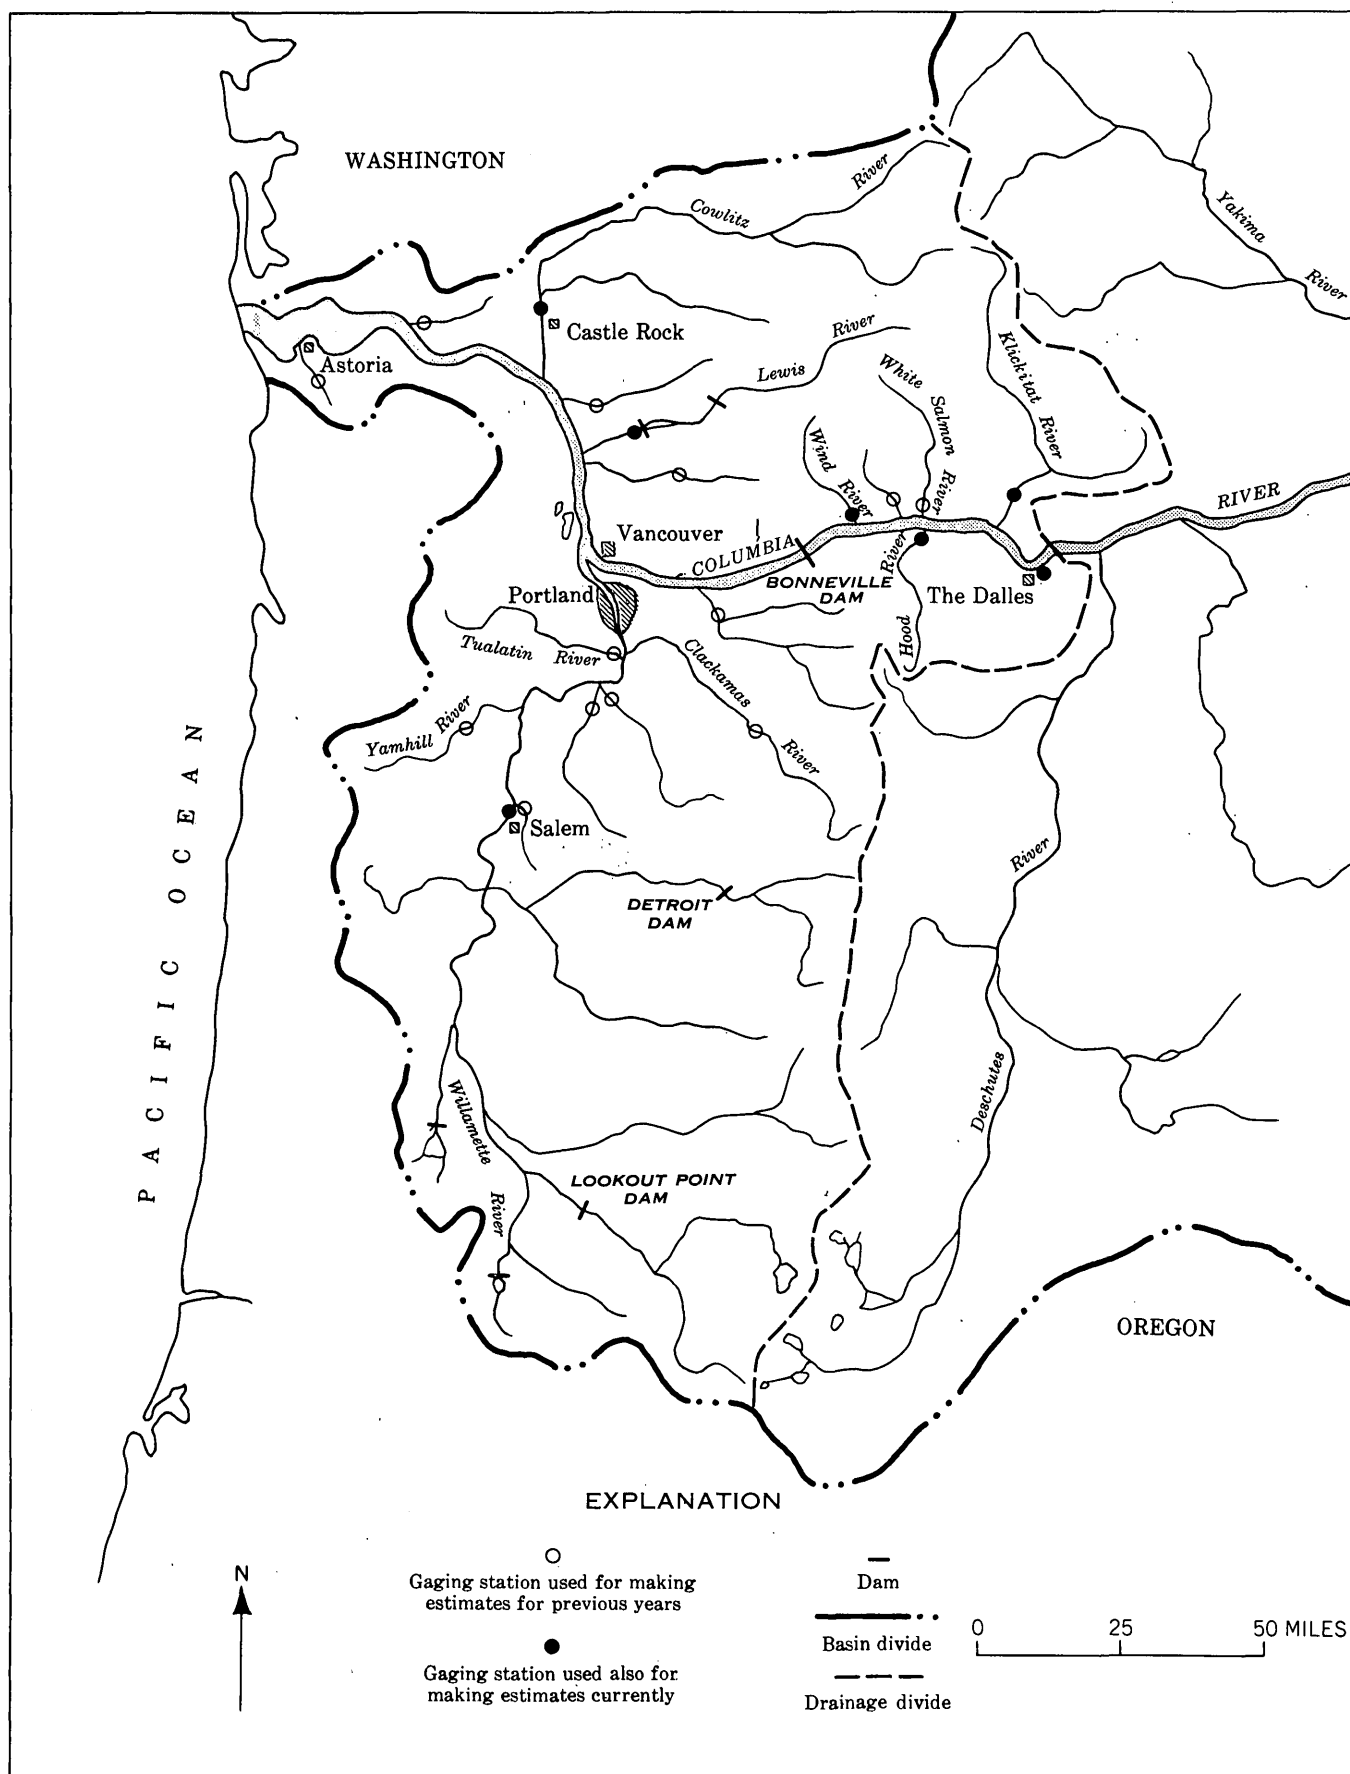 WASHINGTON
Cowlitz River
Yakima River
Castle Rock
Astoria
Lewis River
White Salmon River
Klickitat River
Wind River
Vancouver
COLUMBIA RIVER
BONNEVILLE
DAM
Hood River
The Dalles
Portland
Tualatin River
Clackamas River
Yamhill River
Salem
DETROIT
DAM
Deschutes River
Willamette River
LOOKOUT POINT
DAM
PACIFIC OCEAN
OREGON
EXPLANATION
N
Gaging station used for making
estimates for previous years
Gaging station used also for
making estimates currently
Dam
Basin divide
Drainage divide
0 25 50 MILES